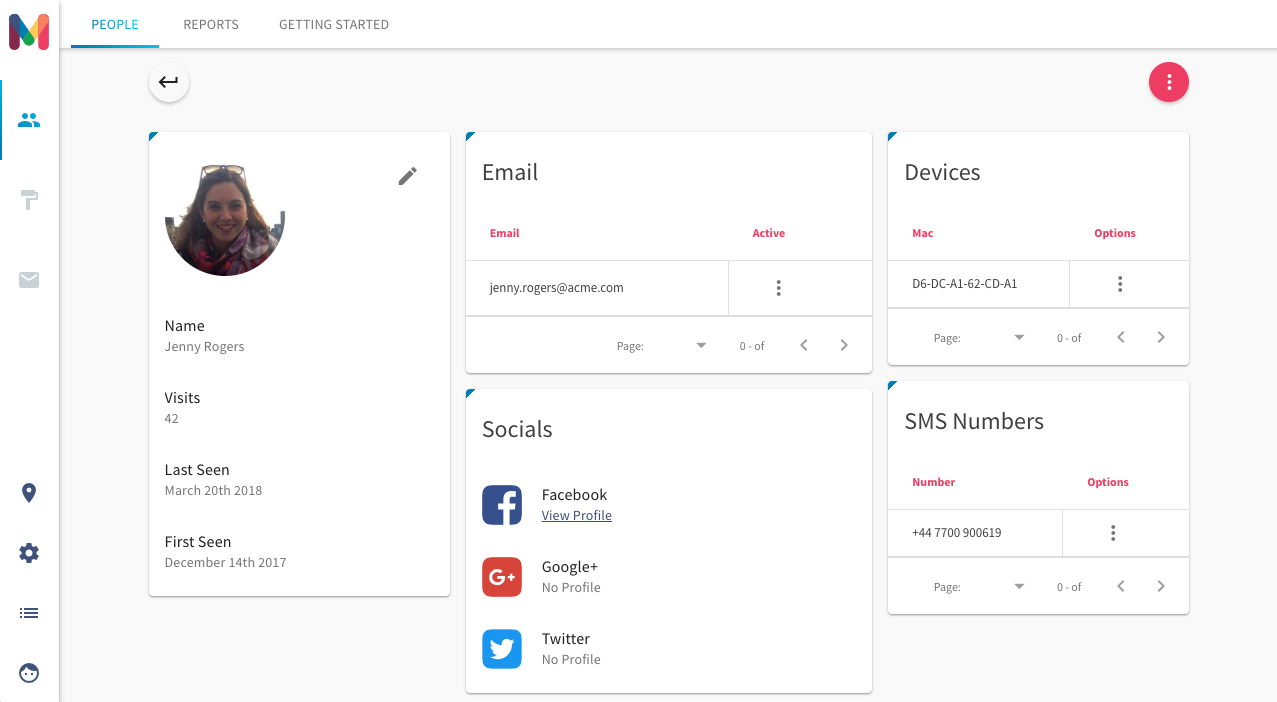 PEOPLE
REPORTS
GETTING STARTED
Name
Jenny Rogers
Visits
42
Last Seen
March 20th 2018
First Seen
December 14th 2017
Email
Email Active
jenny.rogers@acme.com
Page: 0 - of
Socials
Facebook
View Profile
Google+
No Profile
Twitter
No Profile
Devices
Mac Options
D6-DC-A1-62-CD-A1
Page: 0 - of
SMS Numbers
Number Options
+44 7700 900619
Page: 0 - of